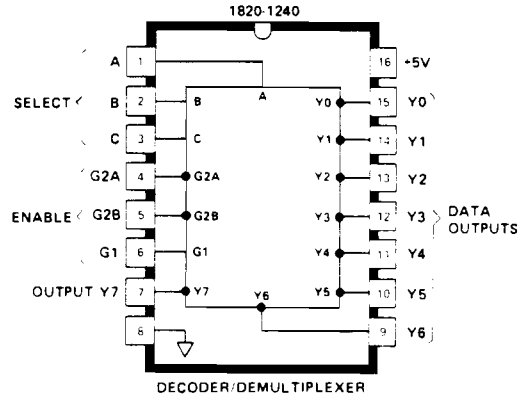 1820-1240
A 1 16 +5V
A
SELECT B 2 B Y0 15 Y0
C 3 C Y1 14 Y1
G2A 4 G2A Y2 13 Y2
ENABLE G2B 5 G2B Y3 12 Y3 DATA OUTPUTS
G1 6 G1 Y4 11 Y4
OUTPUT Y7 7 Y7 Y6 Y5 10 Y5
8 9 Y6
DECODER/DEMULTIPLEXER